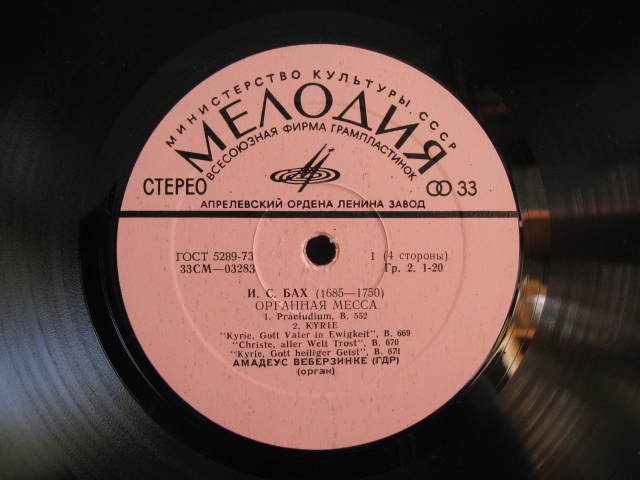 МИНИСТЕРСТВО КУЛЬТУРЫ СССР
МЕЛОДИЯ
ВСЕСОЮЗНАЯ ФИРМА ГРАМПЛАСТИНОК
СТЕРЕО
33
АПРЕЛЕВСКИЙ ОРДЕНА ЛЕНИНА ЗАВОД
ГОСТ 5289-73
1 (4 стороны)
33СМ—03283
Гр. 2. 1-20
И. С. БАХ (1685—1750)
ОРГАННАЯ МЕССА
1. Praeludium, B. 552
2. KYRIE
"Kyrie, Gott Vater in Ewigkeit", B. 669
"Christe, aller Welt Trost", B. 670
"Kyrie, Gott heiliger Geist", B. 671
АМАДЕУС ВЕБЕРЗИНКЕ (ГДР)
(орган)